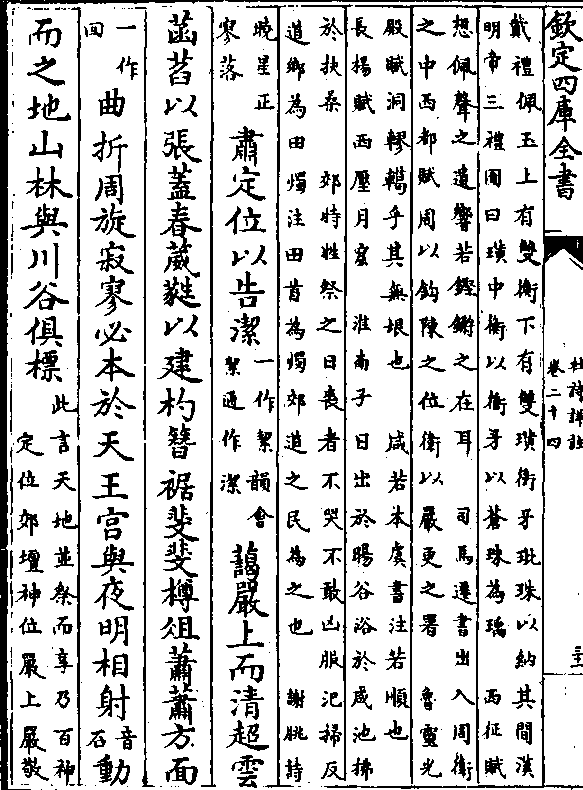 欽定四庫全書
杜詩詳註
卷二十四
戴禮佩玉上有雙衡下有雙璜衡牙玭珠以納其間漢
明帝三禮圖曰璜中衡以衡牙以蒼珠為瑀　西征賦
想佩聲之遺響若鏗鏘之在耳　司馬遷書出入周衛
之中西都賦周以鈎陳之位衛以嚴更之署　魯靈光
殿賦洞轇轕乎其無垠也　咸若本虞書注若順也
長揚賦西壓月窟　淮南子日出於暘谷浴於咸池拂
於扶桑　郊特牲祭之日喪者不哭不敢凶服汜掃反
道鄉為田燭注田首為燭郊道之民為之也　謝朓詩
曉星正
寥落
肅定位以告潔一作絜韻會
絜通作潔藹嚴上而清超雲
菡萏以張蓋春葳蕤以建杓簪裾斐斐樽俎蕭蕭方面
一作
回曲折周旋寂寥必本於天王宮與夜明相射音
石動
而之地山林與川谷俱標此言天地並祭而享乃百神
定位郊壇神位嚴上嚴敬